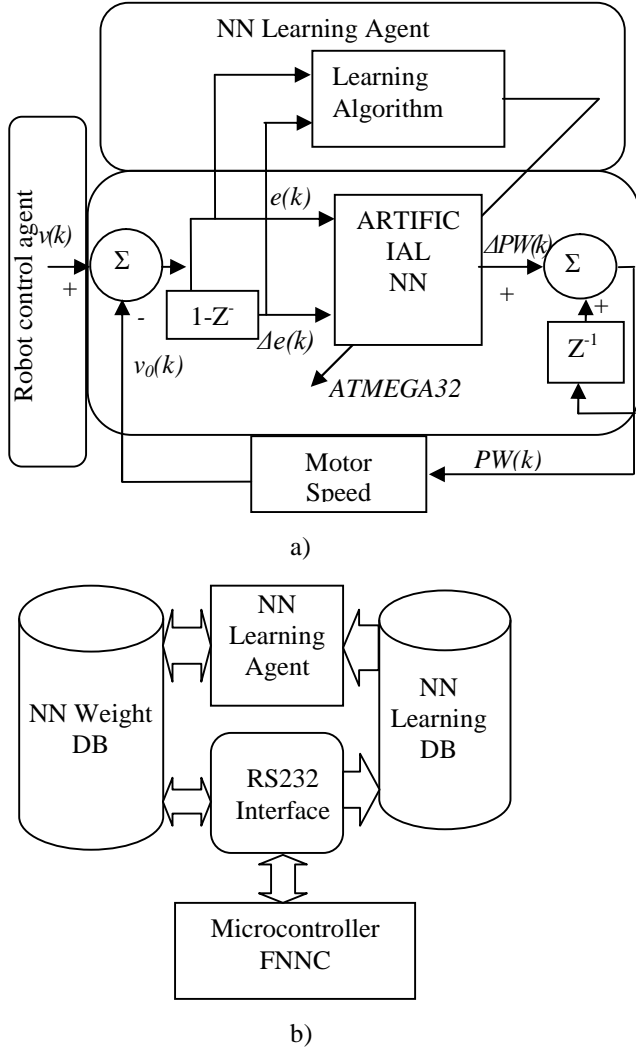 NN Learning Agent
Learning
Algorithm
Robot control agent
v(k)
+
Σ
-
e(k)
1-Z⁻
Δe(k)
v₀(k)
ARTIFIC
IAL
NN
ΔPW(k)
+
Σ
+
Z⁻¹
ATMEGA32
Motor
Speed
PW(k)
a)
NN Weight
DB
NN
Learning
Agent
NN
Learning
DB
RS232
Interface
Microcontroller
FNNC
b)